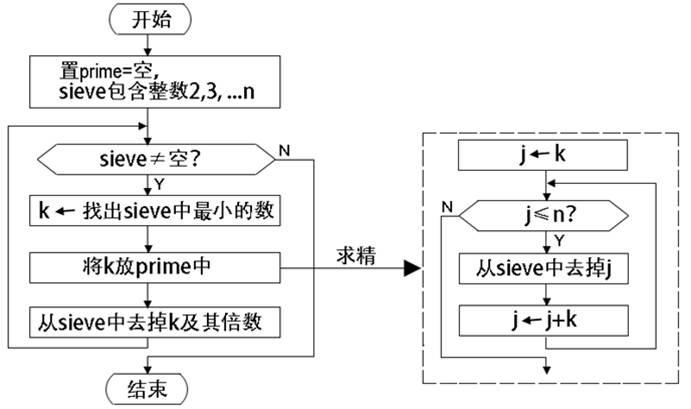 开始
置prime=空,
sieve包含整数2,3, ...n
sieve≠空?
N
Y
k ← 找出sieve中最小的数
将k放prime中
求精
从sieve中去掉k及其倍数
结束
j ← k
N
j≤n?
Y
从sieve中去掉j
j ← j+k